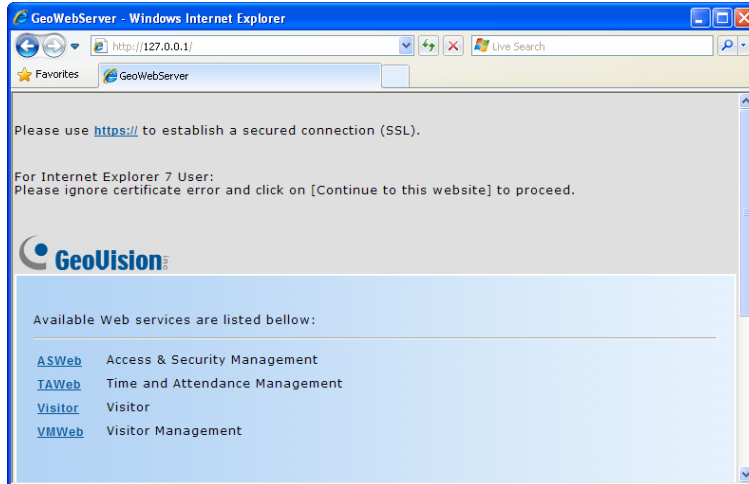 GeoWebServer - Windows Internet Explorer
http://127.0.0.1/
Live Search
Favorites
GeoWebServer
Please use https:// to establish a secured connection (SSL).
For Internet Explorer 7 User:
Please ignore certificate error and click on [Continue to this website] to proceed.
GeoVision
Available Web services are listed bellow:
ASWeb Access & Security Management
TAWeb Time and Attendance Management
Visitor Visitor
VMWeb Visitor Management